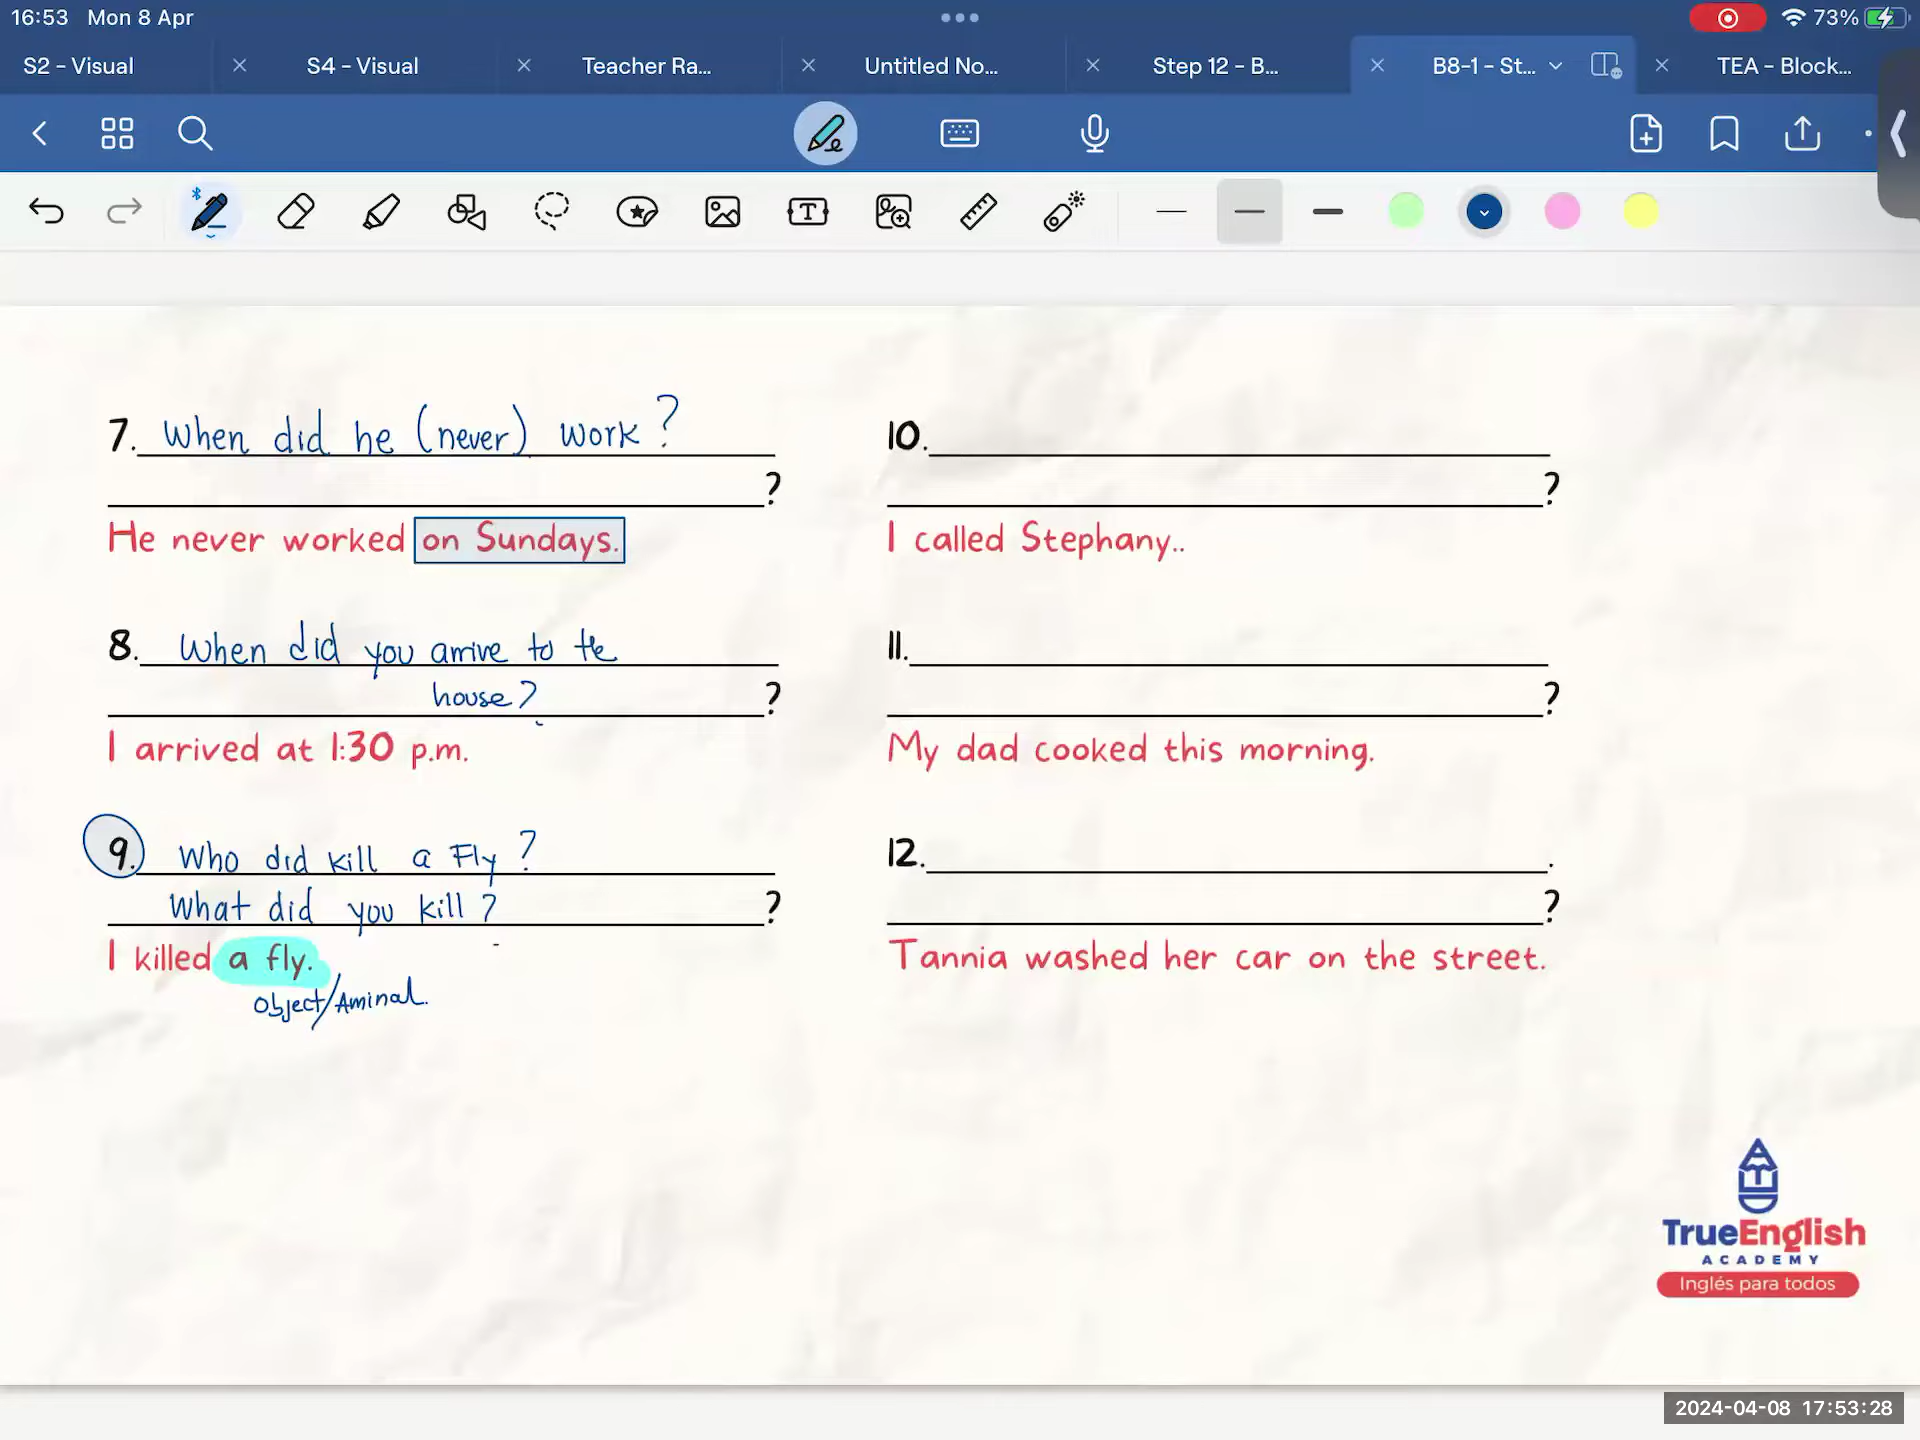 16:53 Mon 8 Apr
73%
S2 - Visual
S4 - Visual
Teacher Ra...
Untitled No...
Step 12 - B...
B8-1 - St...
TEA - Block...
7. When did he (never) work?
?
He never worked on Sundays.
8. When did you arrive to the
house? ?
I arrived at 1:30 p.m.
9. Who did kill a Fly?
What did you kill? ?
I killed a fly.
Object/Aminal.
10.
?
I called Stephany..
11.
?
My dad cooked this morning.
12. .
?
Tannia washed her car on the street.
TrueEnglish
ACADEMY
Inglés para todos
2024-04-08 17:53:28